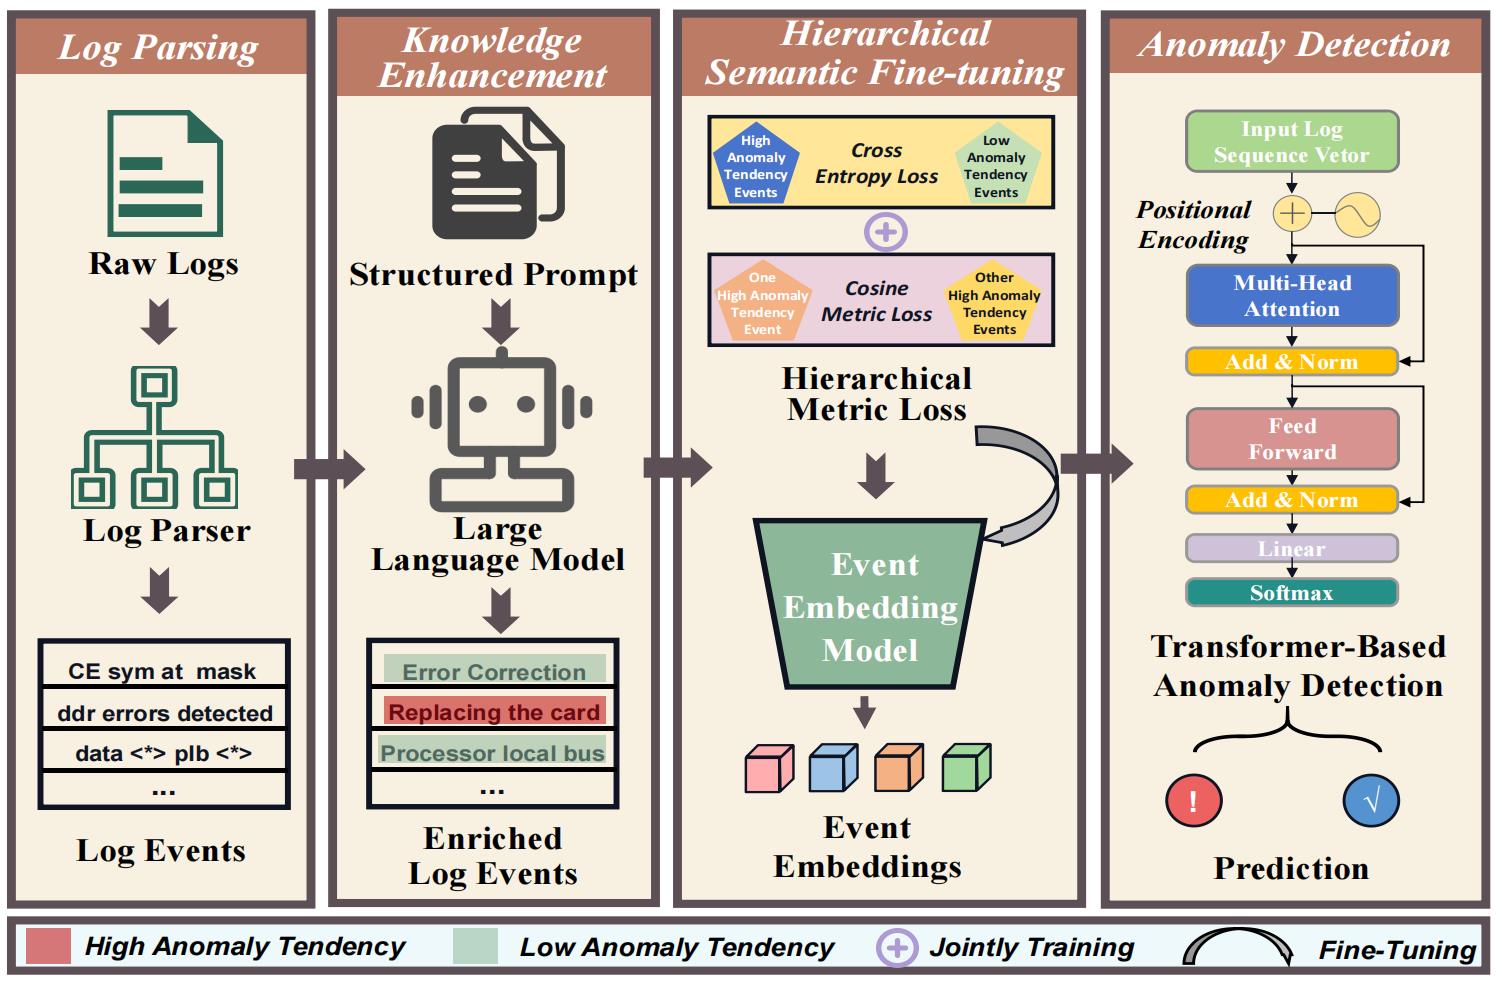 Log Parsing
Raw Logs
Log Parser
CE sym at mask
ddr errors detected
data <*> plb <*>
...
Log Events
Knowledge
Enhancement
Structured Prompt
Large
Language Model
Error Correction
Replacing the card
Processor local bus
...
Enriched
Log Events
Hierarchical
Semantic Fine-tuning
High
Anomaly
Tendency
Events
Cross
Entropy Loss
Low
Anomaly
Tendency
Events
One
High Anomaly
Tendency
Event
Cosine
Metric Loss
Other
High Anomaly
Tendency
Events
Hierarchical
Metric Loss
Event
Embedding
Model
Event
Embeddings
Anomaly Detection
Input Log
Sequence Vetor
Positional
Encoding
Multi-Head
Attention
Add & Norm
Feed
Forward
Add & Norm
Linear
Softmax
Transformer-Based
Anomaly Detection
!
√
Prediction
High Anomaly Tendency
Low Anomaly Tendency
Jointly Training
Fine-Tuning